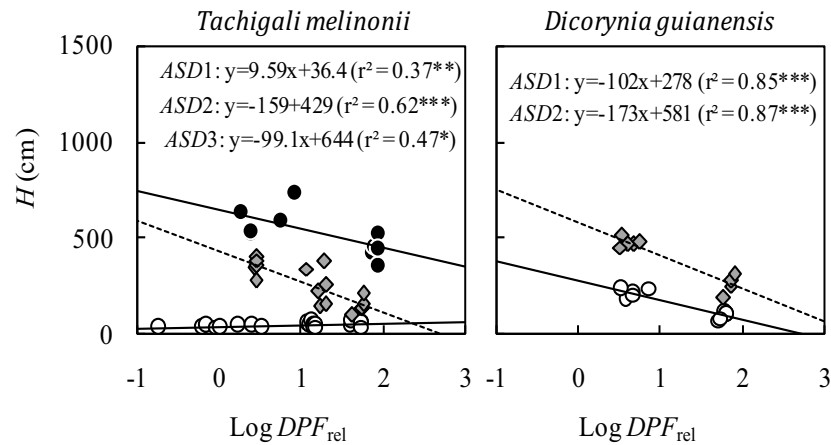 Tachigali melinonii
Dicorynia guianensis
1500
1000
500
0
H (cm)
ASD1: y=9.59x+36.4 (r²=0.37**)
ASD2: y=-159+429 (r²=0.62***)
ASD3: y=-99.1x+644 (r²=0.47*)
ASD1: y=-102x+278 (r²=0.85***)
ASD2: y=-173x+581 (r²=0.87***)
-1 0 1 2 3
-1 0 1 2 3
Log DPFrel
Log DPFrel